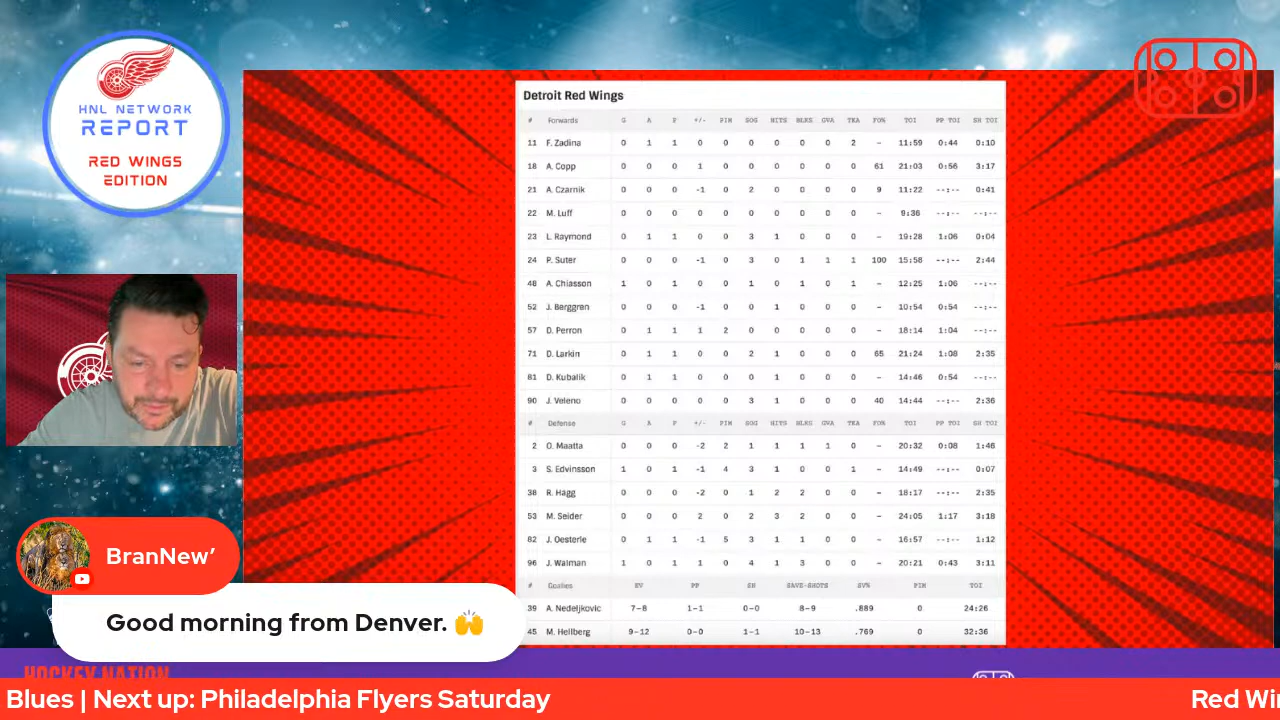 HNL NETWORK
REPORT
RED WINGS
EDITION
Detroit Red Wings
# Forwards G A P +/- PIM SOG HITS BLKS GVA TKA FO% TOI PP TOI SH TOI
11 F. Zadina 0 1 1 0 0 0 0 0 0 2 - 11:59 0:44 0:10
18 A. Copp 0 0 0 1 0 0 0 0 0 0 61 21:03 0:56 3:17
21 A. Czarnik 0 0 0 -1 0 2 0 0 0 0 9 11:22 --:-- 0:41
22 M. Luff 0 0 0 0 0 0 0 0 0 0 - 9:36 --:-- --:--
23 L. Raymond 0 1 1 0 0 3 1 0 0 0 - 19:28 1:06 0:04
24 P. Suter 0 0 0 -1 0 3 0 1 1 1 100 15:58 --:-- 2:44
48 A. Chiasson 1 0 1 0 0 1 0 1 0 1 - 12:25 1:06 --:--
52 J. Berggren 0 0 0 -1 0 0 1 0 0 0 - 10:54 0:54 --:--
57 D. Perron 0 1 1 1 2 0 0 0 0 0 - 18:14 1:04 --:--
71 D. Larkin 0 1 1 0 0 2 1 0 0 0 65 21:24 1:08 2:35
81 D. Kubalik 0 1 1 0 0 0 1 0 0 0 - 14:46 0:54 --:--
90 J. Veleno 0 0 0 0 0 3 1 0 0 0 40 14:44 --:-- 2:36
# Defense G A P +/- PIM SOG HITS BLKS GVA TKA FO% TOI PP TOI SH TOI
2 O. Maatta 0 0 0 -2 2 1 1 1 1 0 - 20:32 0:08 1:46
3 S. Edvinsson 1 0 1 -1 4 3 1 0 0 1 - 14:49 --:-- 0:07
38 R. Hagg 0 0 0 -2 0 1 2 2 0 0 - 18:17 --:-- 2:35
53 M. Seider 0 0 0 2 0 2 3 2 0 0 - 24:05 1:17 3:18
82 J. Oesterle 0 1 1 -1 5 3 1 1 0 0 - 16:57 --:-- 1:12
96 J. Walman 1 0 1 1 0 4 1 3 0 0 - 20:21 0:43 3:11
# Goalies EV PP SH SAVE-SHOTS SV% PIM TOI
39 A. Nedeljkovic 7-8 1-1 0-0 8-9 .889 0 24:26
45 M. Hellberg 9-12 0-0 1-1 10-13 .769 0 32:36
BranNew’
Good morning from Denver. 🙌
HOCKEY NATION
Blues | Next up: Philadelphia Flyers Saturday
Red Win